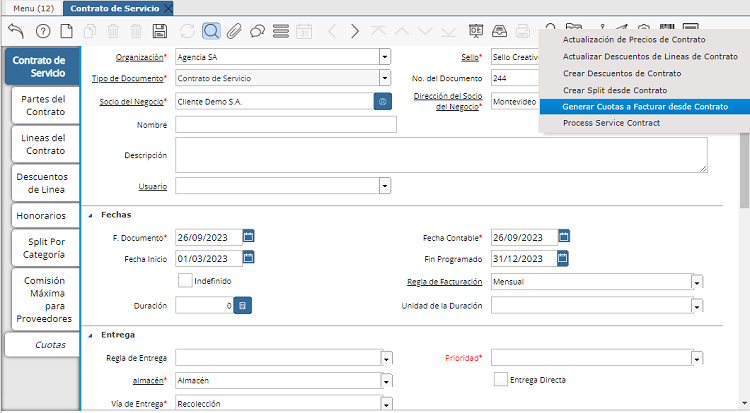 Menu (12) Contrato de Servicio
31
Contrato de
Servicio
Partes del
Contrato
Lineas del
Contrato
Descuentos
de Linea
Honorarios
Split Por
Categoría
Comisión
Máxima
para
Proveedores
Cuotas
Organización* Agencia SA Sello* Sello Creativ
Tipo de Documento* Contrato de Servicio No. del Documento 244
Socio del Negocio* Cliente Demo S.A. Dirección del Socio
del Negocio* Montevideo
Nombre
Descripción
Usuario
Actualización de Precios de Contrato
Actualizar Descuentos de Lineas de Contrato
Crear Descuentos de Contrato
Crear Split desde Contrato
Generar Cuotas a Facturar desde Contrato
Process Service Contract
Fechas
F. Documento* 26/09/2023 Fecha Contable* 26/09/2023
Fecha Inicio 01/03/2023 Fin Programado 31/12/2023
Indefinido Regla de Facturación Mensual
Duración 0 Unidad de la Duración
Entrega
Regla de Entrega Prioridad*
almacén* Almacén Entrega Directa
Vía de Entrega* Recolección